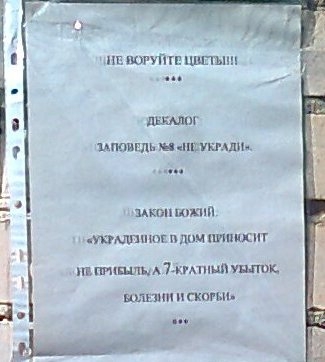 НЕ ВОРУЙТЕ ЦВЕТЫ!!!
***
ДЕКАЛОГ
ЗАПОВЕДЬ №8 «НЕ УКРАДИ».
***
ЗАКОН БОЖИЙ.
«УКРАДЕННОЕ В ДОМ ПРИНОСИТ
НЕ ПРИБЫЛЬ, А 7-КРАТНЫЙ УБЫТОК,
БОЛЕЗНИ И СКОРБИ»
***